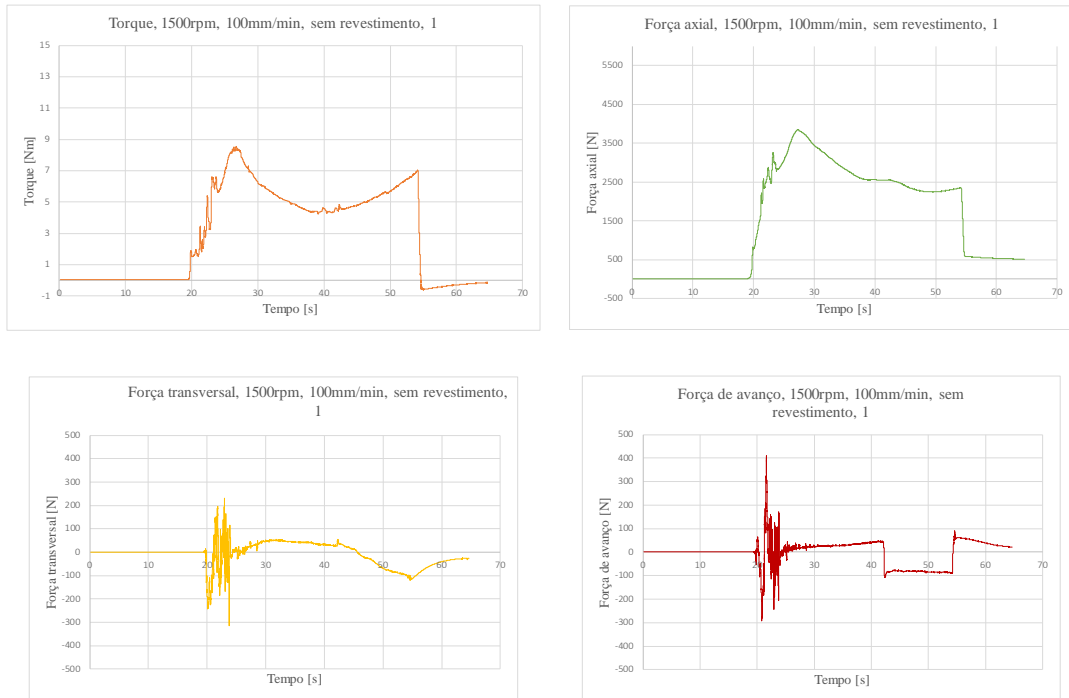 Torque, 1500rpm, 100mm/min, sem revestimento, 1
15
13
11
9
7
5
3
1
-1
0 10 20 30 40 50 60 70
Torque [Nm]
Tempo [s]
Força axial, 1500rpm, 100mm/min, sem revestimento, 1
5500
4500
3500
2500
1500
500
-500
0 10 20 30 40 50 60 70
Força axial [N]
Tempo [s]
Força transversal, 1500rpm, 100mm/min, sem revestimento,
1
500
400
300
200
100
0
-100
-200
-300
-400
-500
0 10 20 30 40 50 60 70
Força transversal [N]
Tempo [s]
Força de avanço, 1500rpm, 100mm/min, sem
revestimento, 1
500
400
300
200
100
0
-100
-200
-300
-400
-500
0 10 20 30 40 50 60 70
Força de avanço [N]
Tempo [s]